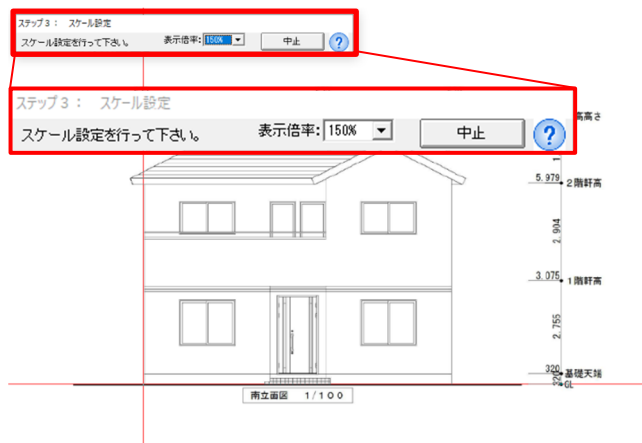 ステップ3： スケール設定
スケール設定を行って下さい。 表示倍率: 150% 中止 ?
ステップ3： スケール設定
スケール設定を行って下さい。 表示倍率: 150% 中止 ?
高高さ
5.979 2階軒高
2.904
3.075 1階軒高
2.755
320 基礎天端
320 GL
南立面図 1/100